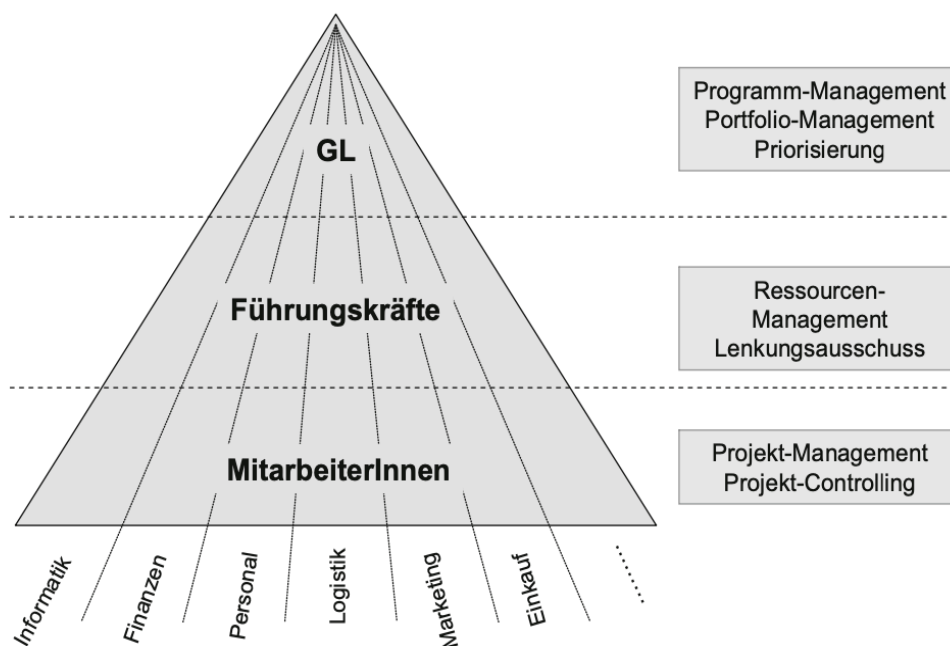 GL
Programm-Management
Portfolio-Management
Priorisierung
Führungskräfte
Ressourcen-
Management
Lenkungsausschuss
MitarbeiterInnen
Projekt-Management
Projekt-Controlling
Informatik
Finanzen
Personal
Logistik
Marketing
Einkauf
........